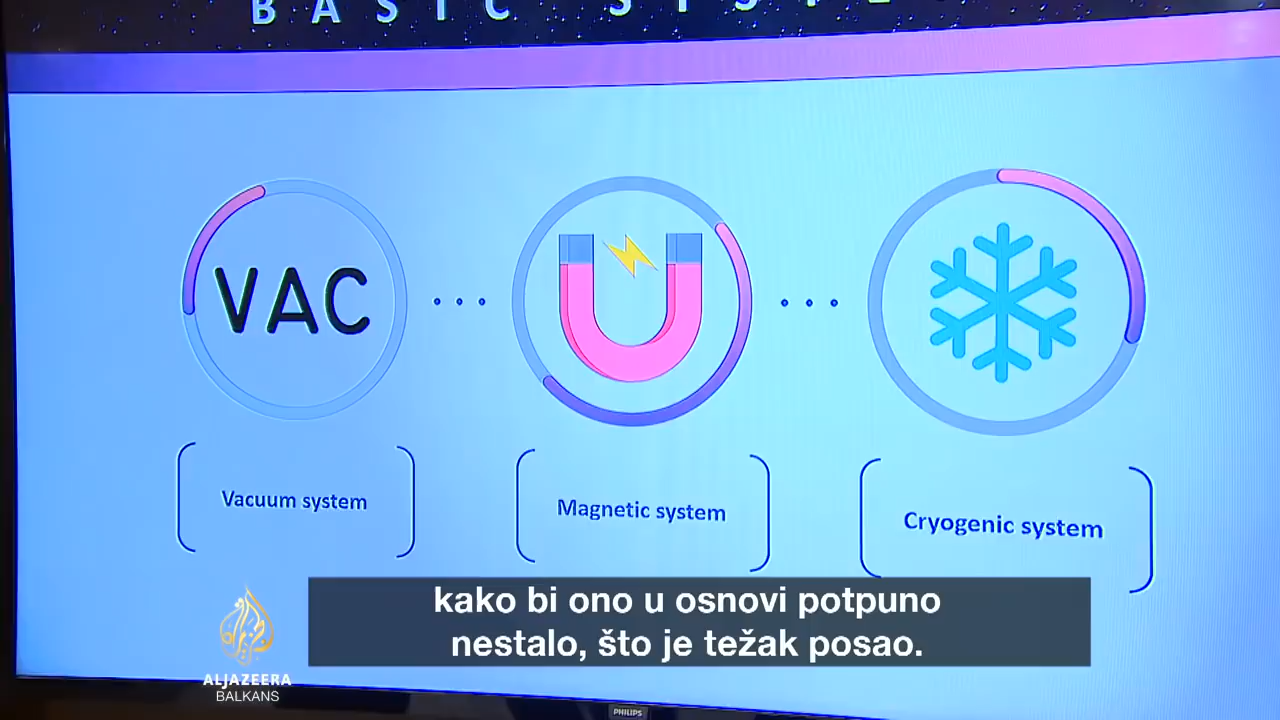 BASIC
VAC
Vacuum system
Magnetic system
Cryogenic system
kako bi ono u osnovi potpuno
nestalo, što je težak posao.
ALJAZEERA
BALKANS
PHILIPS